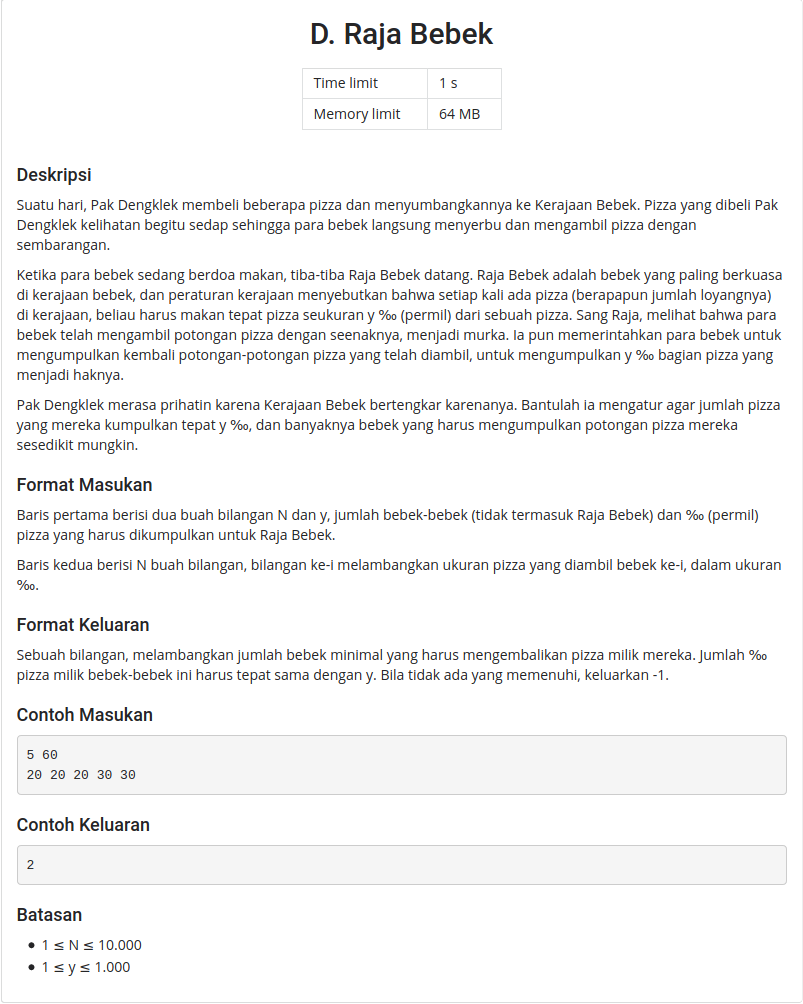 D. Raja Bebek
Time limit 1 s
Memory limit 64 MB
Deskripsi
Suatu hari, Pak Dengklek membeli beberapa pizza dan menyumbangkannya ke Kerajaan Bebek. Pizza yang dibeli Pak
Dengklek kelihatan begitu sedap sehingga para bebek langsung menyerbu dan mengambil pizza dengan
sembarangan.
Ketika para bebek sedang berdoa makan, tiba-tiba Raja Bebek datang. Raja Bebek adalah bebek yang paling berkuasa
di kerajaan bebek, dan peraturan kerajaan menyebutkan bahwa setiap kali ada pizza (berapapun jumlah loyangnya)
di kerajaan, beliau harus makan tepat pizza seukuran y ‰ (permil) dari sebuah pizza. Sang Raja, melihat bahwa para
bebek telah mengambil potongan pizza dengan seenaknya, menjadi murka. Ia pun memerintahkan para bebek untuk
mengumpulkan kembali potongan-potongan pizza yang telah diambil, untuk mengumpulkan y ‰ bagian pizza yang
menjadi haknya.
Pak Dengklek merasa prihatin karena Kerajaan Bebek bertengkar karenanya. Bantulah ia mengatur agar jumlah pizza
yang mereka kumpulkan tepat y ‰, dan banyaknya bebek yang harus mengumpulkan potongan pizza mereka
sesedikit mungkin.
Format Masukan
Baris pertama berisi dua buah bilangan N dan y, jumlah bebek-bebek (tidak termasuk Raja Bebek) dan ‰ (permil)
pizza yang harus dikumpulkan untuk Raja Bebek.
Baris kedua berisi N buah bilangan, bilangan ke-i melambangkan ukuran pizza yang diambil bebek ke-i, dalam ukuran
‰.
Format Keluaran
Sebuah bilangan, melambangkan jumlah bebek minimal yang harus mengembalikan pizza milik mereka. Jumlah ‰
pizza milik bebek-bebek ini harus tepat sama dengan y. Bila tidak ada yang memenuhi, keluarkan -1.
Contoh Masukan
5 60
20 20 20 30 30
Contoh Keluaran
2
Batasan
• 1 ≤ N ≤ 10.000
• 1 ≤ y ≤ 1.000